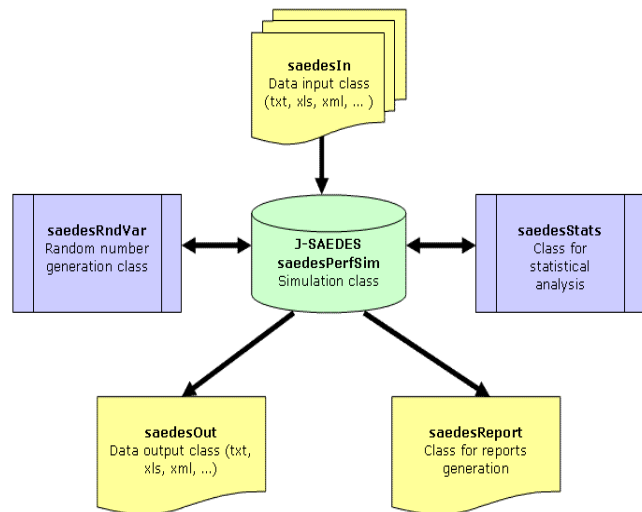 saedesIn
Data input class
(txt, xls, xml, ... )
saedesRndVar
Random number
generation class
J-SAEDES
saedesPerfSim
Simulation class
saedesStats
Class for
statistical
analysis
saedesOut
Data output class (txt,
xls, xml, ...)
saedesReport
Class for reports
generation